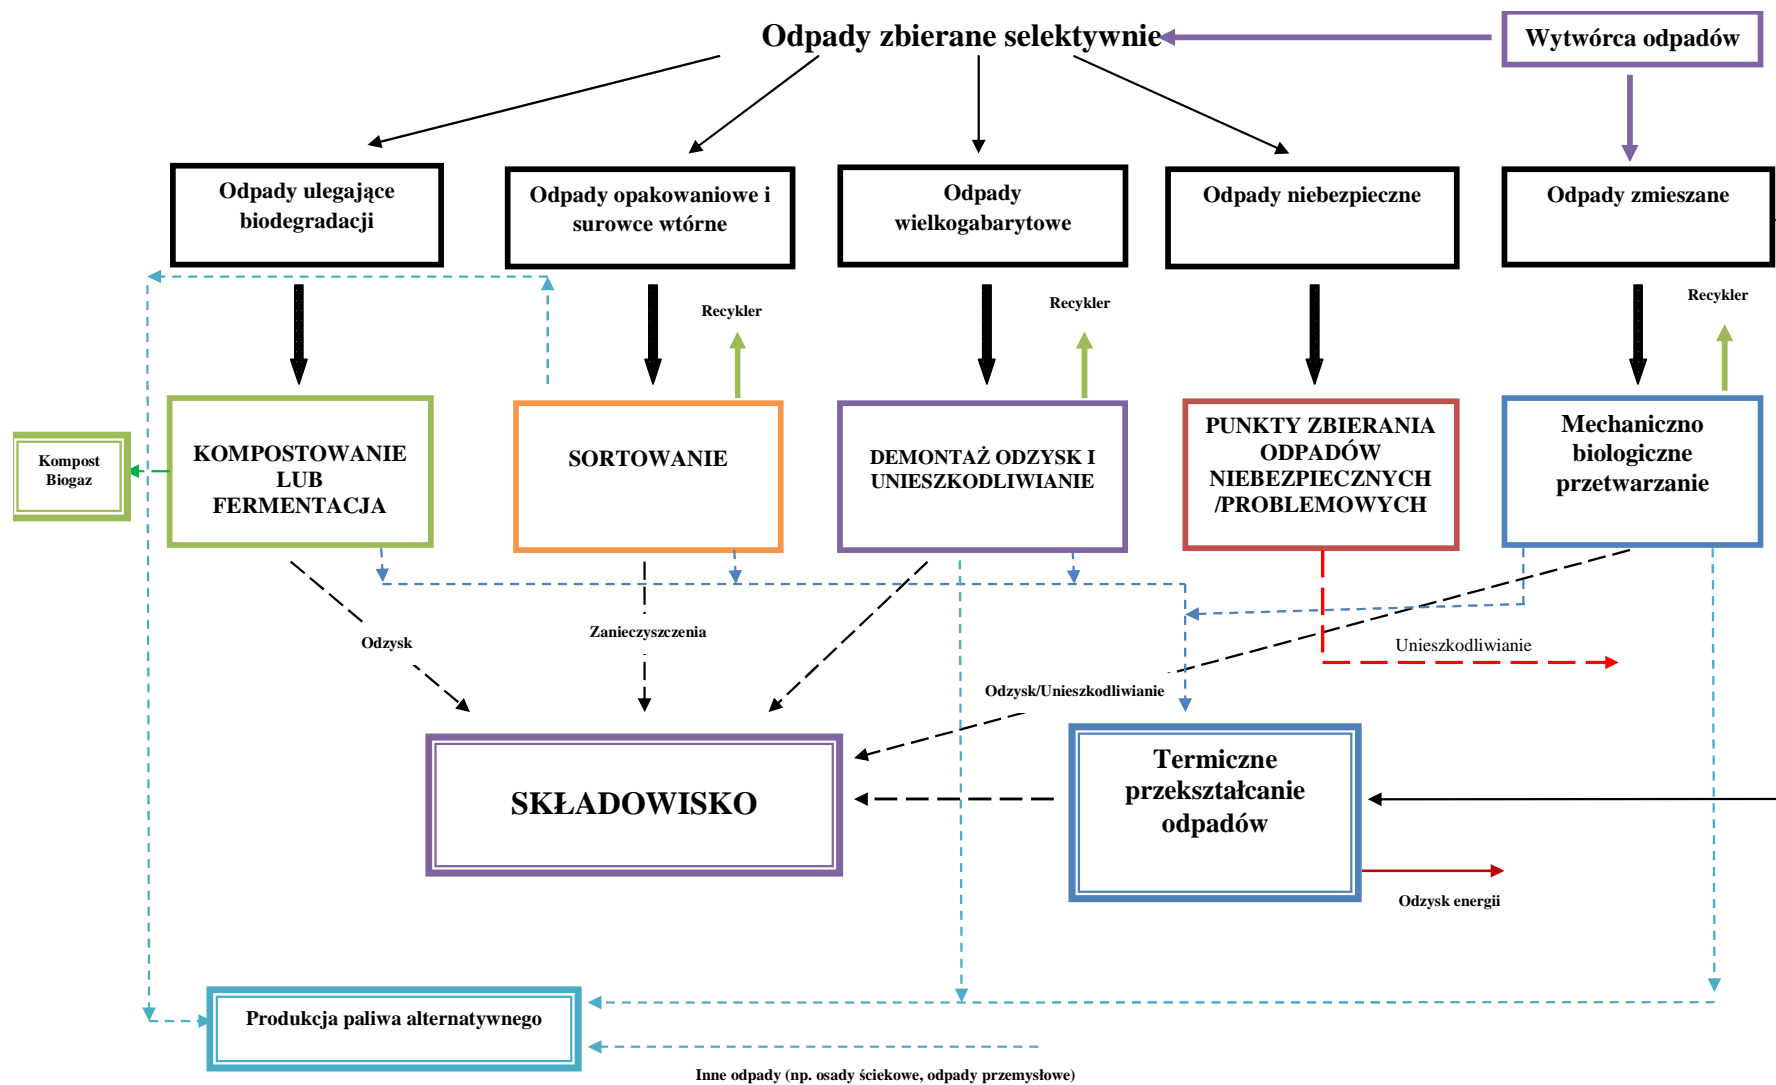 Odpady zbierane selektywnie
Wytwórca odpadów
Odpady ulegające
biodegradacji
Odpady opakowaniowe i
surowce wtórne
Odpady
wielkogabarytowe
Odpady niebezpieczne
Odpady zmieszane
Recykler
Recykler
Recykler
Kompost
Biogaz
KOMPOSTOWANIE
LUB
FERMENTACJA
SORTOWANIE
DEMONTAŻ ODZYSK I
UNIESZKODLIWIANIE
PUNKTY ZBIERANIA
ODPADÓW
NIEBEZPIECZNYCH
/PROBLEMOWYCH
Mechaniczno
biologiczne
przetwarzanie
Odzysk
Zanieczyszczenia
Unieszkodliwianie
Odzysk/Unieszkodliwianie
SKŁADOWISKO
Termiczne
przekształcanie
odpadów
Odzysk energii
Produkcja paliwa alternatywnego
Inne odpady (np. osady ściekowe, odpady przemysłowe)